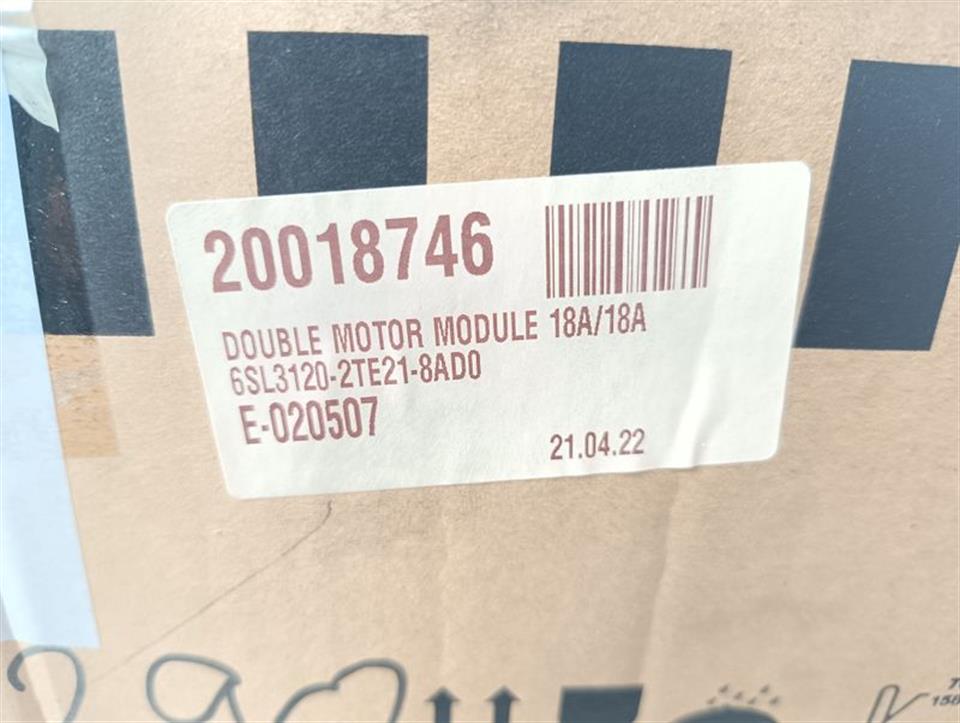 20018746
DOUBLE MOTOR MODULE 18A/18A
6SL3120-2TE21-8AD0
E-020507
21.04.22